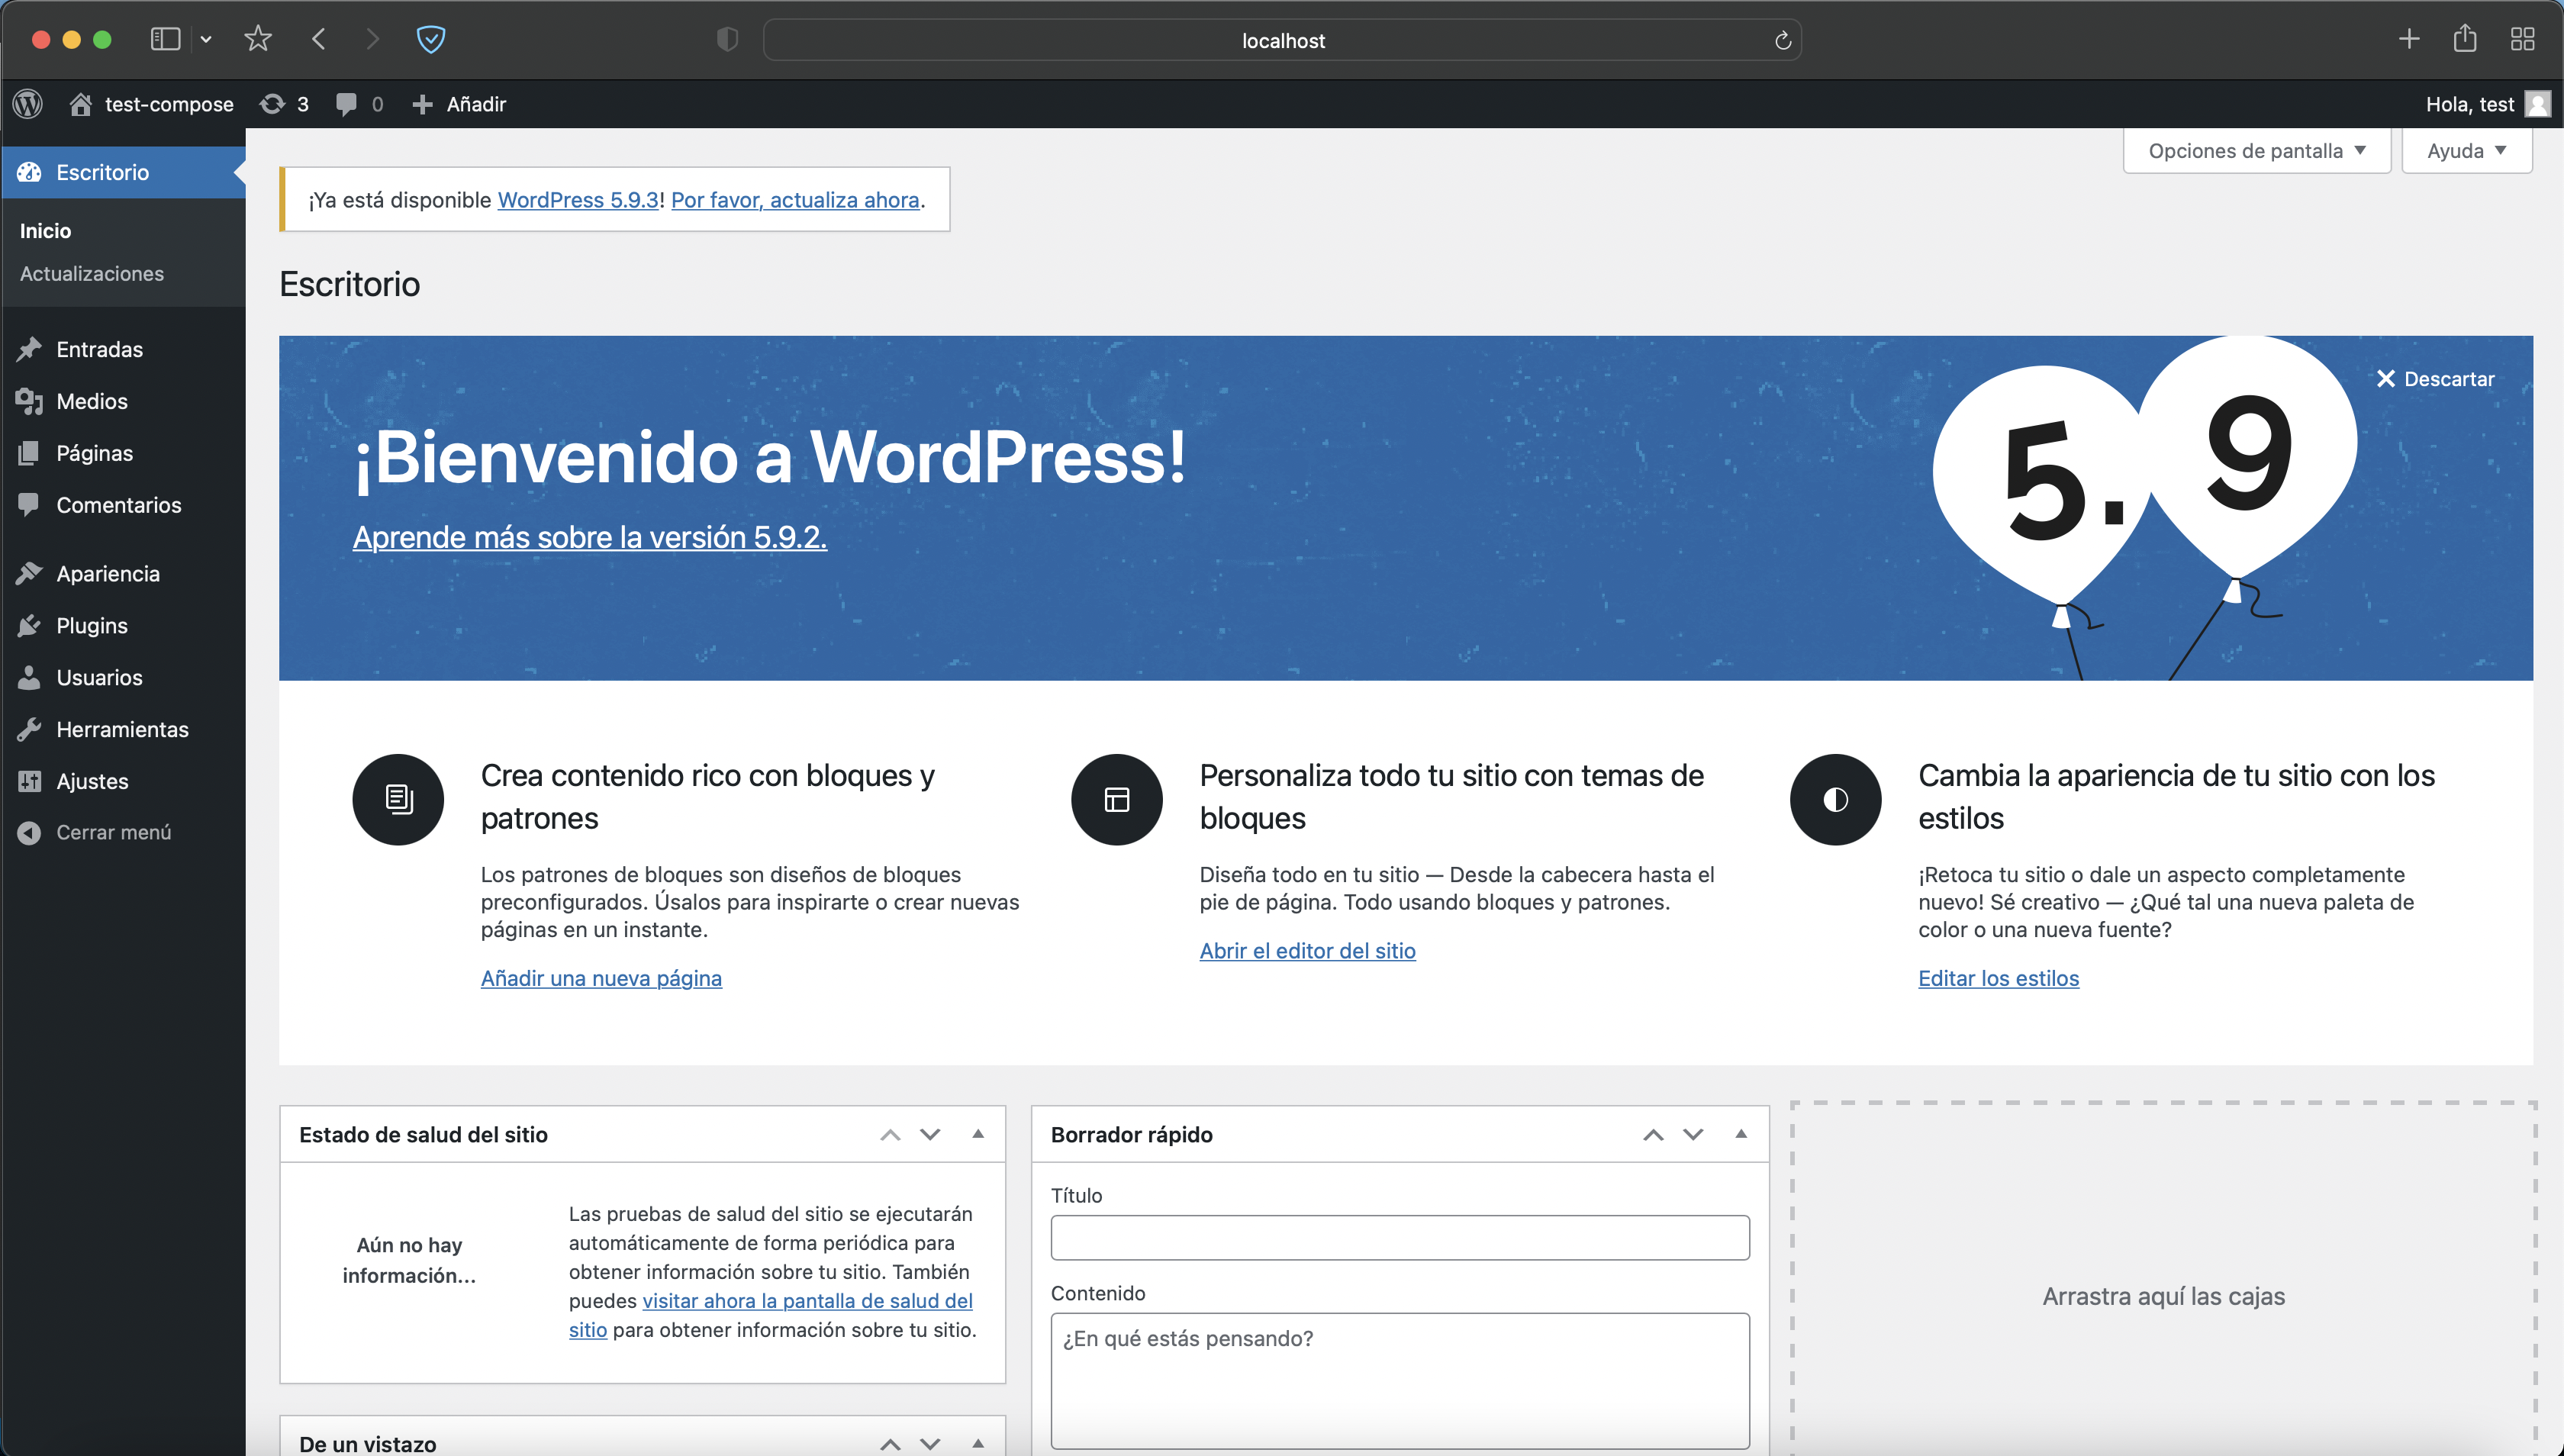 localhost
test-compose 3 0 Añadir
Hola, test
Escritorio
Inicio
Actualizaciones
Entradas
Medios
Páginas
Comentarios
Apariencia
Plugins
Usuarios
Herramientas
Ajustes
Cerrar menú
Opciones de pantalla
Ayuda
¡Ya está disponible WordPress 5.9.3! Por favor, actualiza ahora.
Escritorio
¡Bienvenido a WordPress!
Aprende más sobre la versión 5.9.2.
5.9
Descartar
Crea contenido rico con bloques y
patrones
Los patrones de bloques son diseños de bloques
preconfigurados. Úsalos para inspirarte o crear nuevas
páginas en un instante.
Añadir una nueva página
Personaliza todo tu sitio con temas de
bloques
Diseña todo en tu sitio — Desde la cabecera hasta el
pie de página. Todo usando bloques y patrones.
Abrir el editor del sitio
Cambia la apariencia de tu sitio con los
estilos
¡Retoca tu sitio o dale un aspecto completamente
nuevo! Sé creativo — ¿Qué tal una nueva paleta de
color o una nueva fuente?
Editar los estilos
Estado de salud del sitio
Aún no hay
información...
Las pruebas de salud del sitio se ejecutarán
automáticamente de forma periódica para
obtener información sobre tu sitio. También
puedes visitar ahora la pantalla de salud del
sitio para obtener información sobre tu sitio.
De un vistazo
Borrador rápido
Título
Contenido
¿En qué estás pensando?
Arrastra aquí las cajas